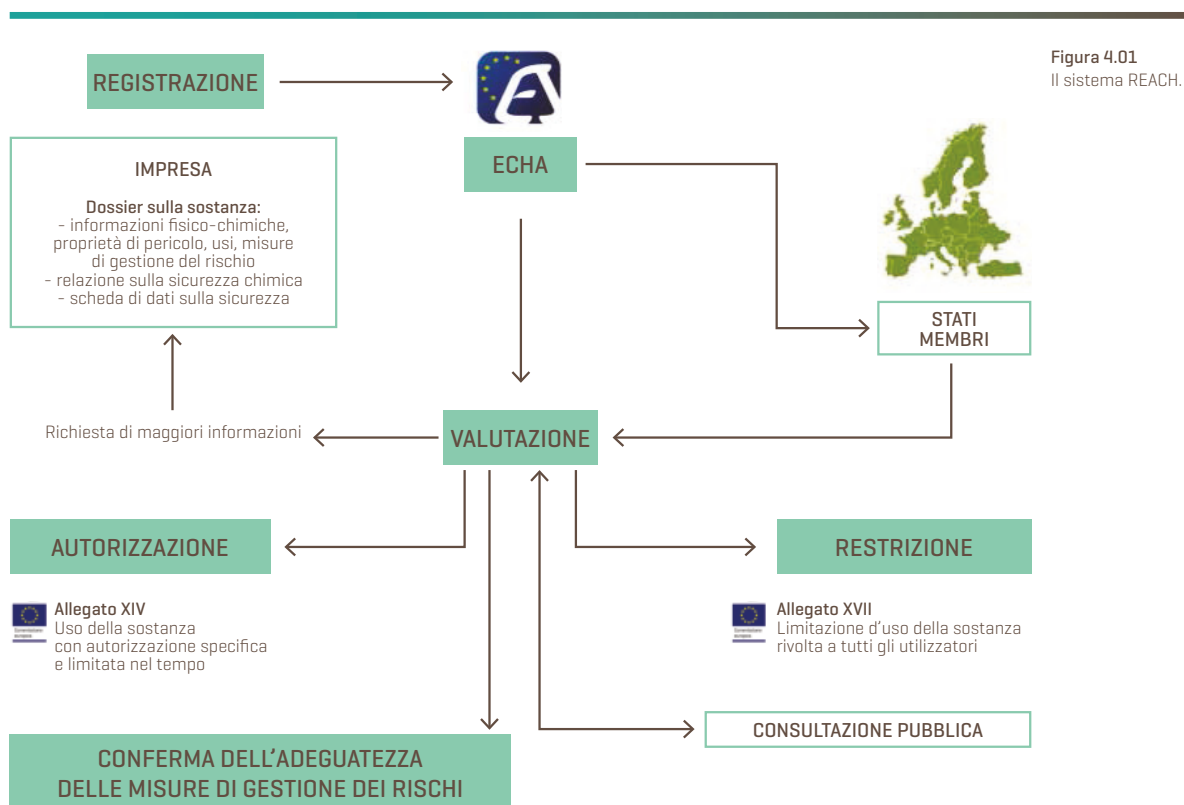 Figura 4.01
Il sistema REACH.
REGISTRAZIONE
ECHA
IMPRESA
Dossier sulla sostanza:
- informazioni fisico-chimiche,
proprietà di pericolo, usi, misure
di gestione del rischio
- relazione sulla sicurezza chimica
- scheda di dati sulla sicurezza
STATI
MEMBRI
Richiesta di maggiori informazioni
VALUTAZIONE
AUTORIZZAZIONE
RESTRIZIONE
Allegato XIV
Uso della sostanza
con autorizzazione specifica
e limitata nel tempo
Allegato XVII
Limitazione d'uso della sostanza
rivolta a tutti gli utilizzatori
CONSULTAZIONE PUBBLICA
CONFERMA DELL'ADEGUATEZZA
DELLE MISURE DI GESTIONE DEI RISCHI